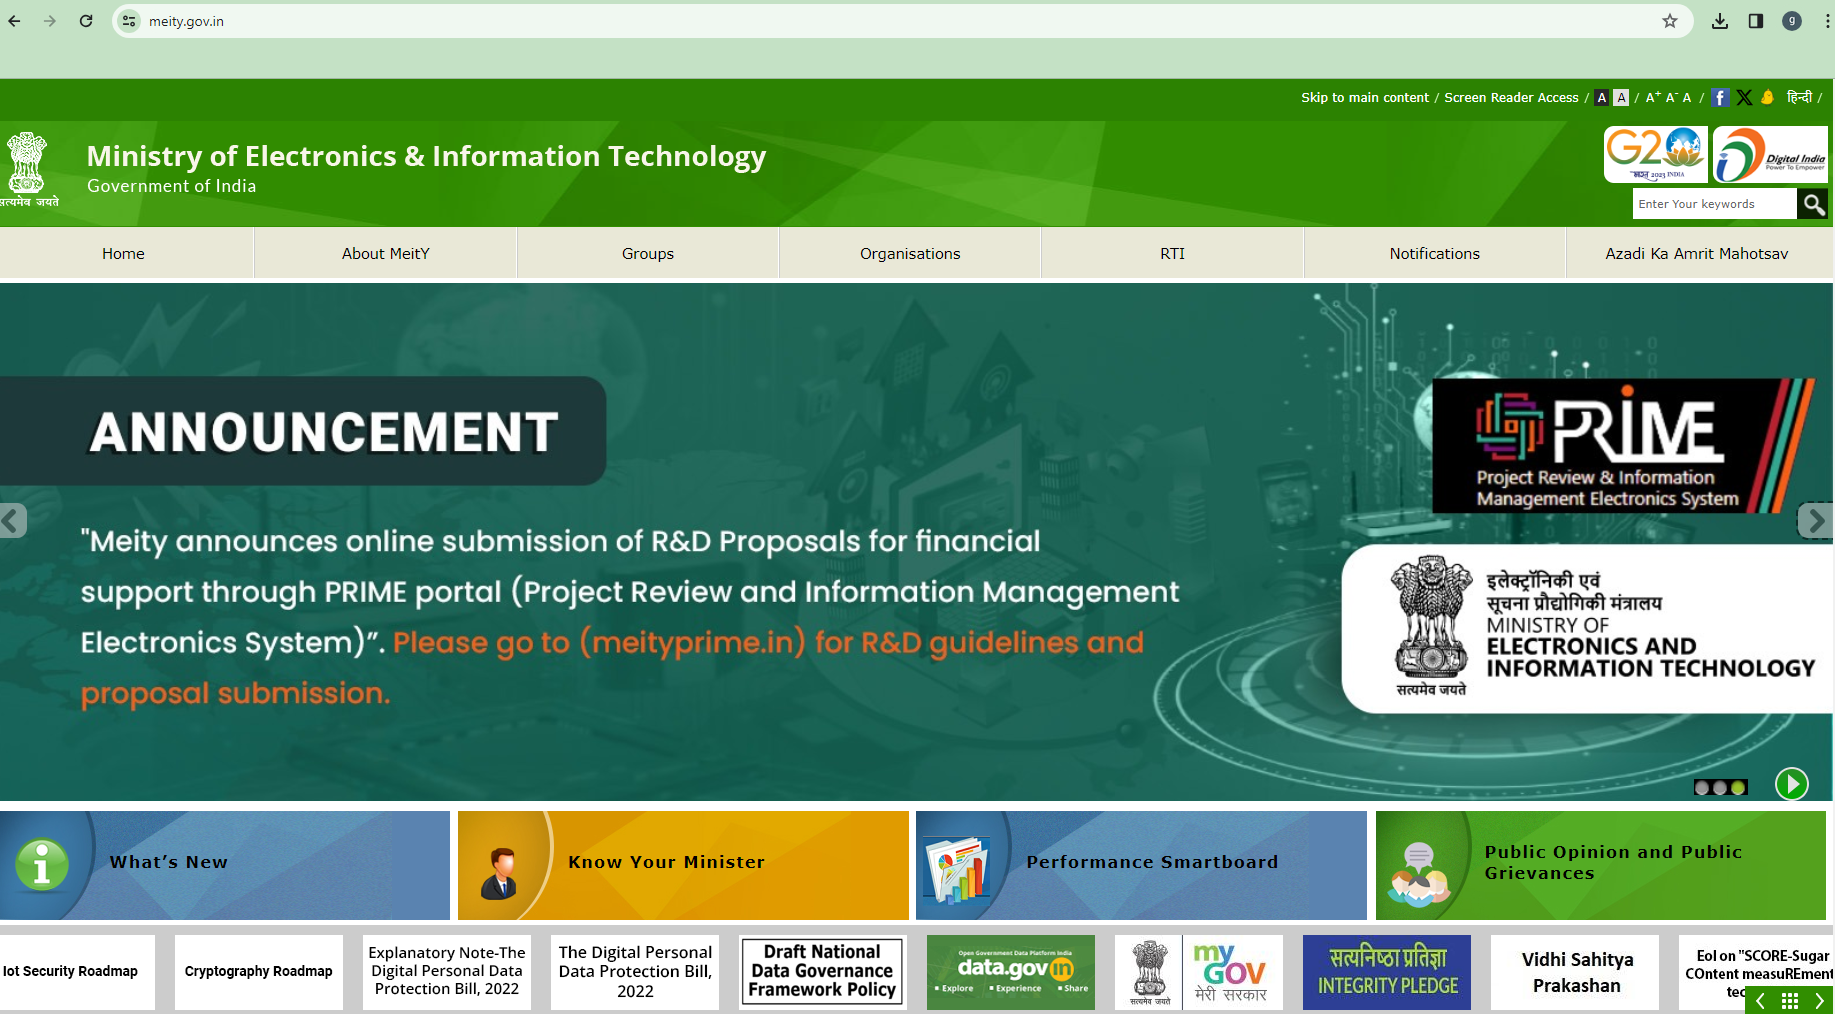 meity.gov.in
g
Skip to main content / Screen Reader Access / A A / A+ A- A / f X हिन्दी /
सत्यमेव जयते
Ministry of Electronics & Information Technology
Government of India
G20
2023 INDIA
Digital India
Power To Empower
Enter Your keywords
Home
About MeitY
Groups
Organisations
RTI
Notifications
Azadi Ka Amrit Mahotsav
ANNOUNCEMENT
"Meity announces online submission of R&D Proposals for financial
support through PRIME portal (Project Review and Information Management
Electronics System)”. Please go to (meityprime.in) for R&D guidelines and
proposal submission.
PRIME
Project Review & Information
Management Electronics System
इलेक्ट्रॉनिकी एवं
सूचना प्रौद्योगिकी मंत्रालय
MINISTRY OF
ELECTRONICS AND
INFORMATION TECHNOLOGY
सत्यमेव जयते
What’s New
Know Your Minister
Performance Smartboard
Public Opinion and Public
Grievances
Iot Security Roadmap
Cryptography Roadmap
Explanatory Note-The
Digital Personal Data
Protection Bill, 2022
The Digital Personal
Data Protection Bill,
2022
Draft National
Data Governance
Framework Policy
Open Government Data Platform India
data.gov in
Explore Experience Share
सत्यमेव जयते
my
GOV
मेरी सरकार
सत्यनिष्ठा प्रतिज्ञा
INTEGRITY PLEDGE
Vidhi Sahitya
Prakashan
EoI on "SCORE-Sugar
COntent measuREment